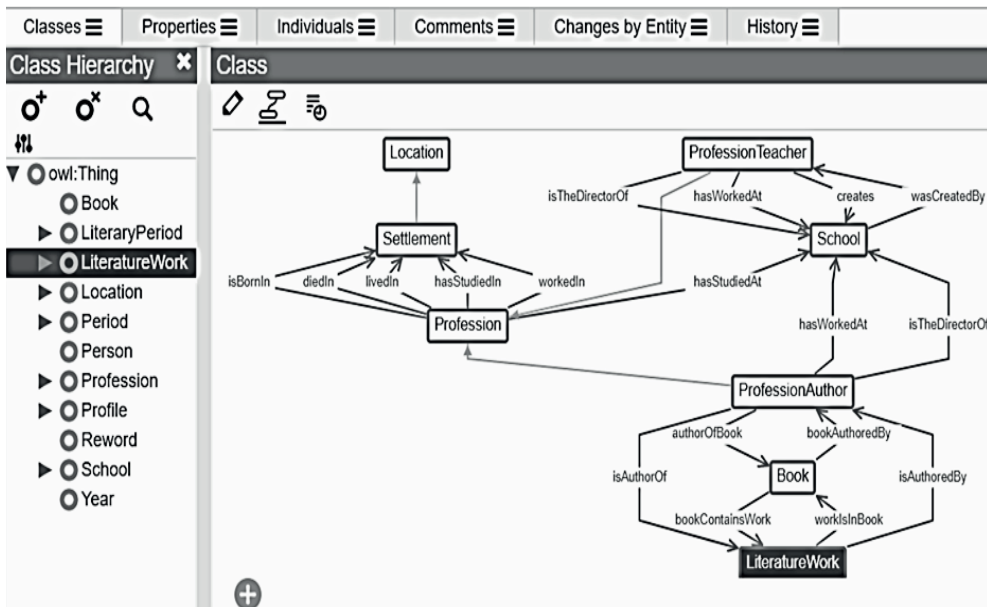 Classes
Properties
Individuals
Comments
Changes by Entity
History
Class Hierarchy
Class
owl:Thing
Book
LiteraryPeriod
LiteratureWork
Location
Period
Person
Profession
Profile
Reword
School
Year
Location
ProfessionTeacher
isTheDirectorOf
hasWorkedAt
creates
wasCreatedBy
Settlement
School
isBornIn
diedIn
livedIn
hasStudiedIn
workedIn
hasStudiedAt
Profession
hasWorkedAt
isTheDirectorOf
ProfessionAuthor
authorOfBook
bookAuthoredBy
isAuthorOf
Book
isAuthoredBy
bookContainsWork
workIsInBook
LiteratureWork